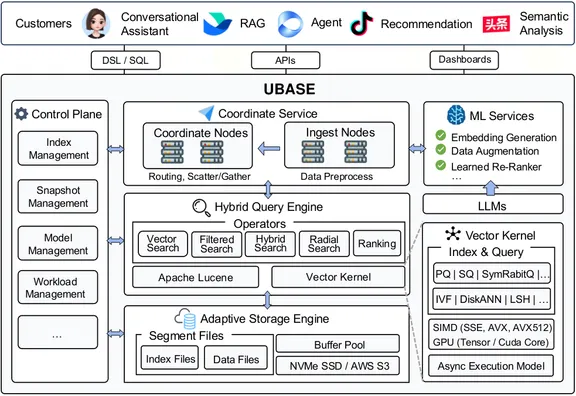 Customers
Conversational
Assistant
RAG
Agent
Recommendation
头条
Semantic
Analysis
DSL / SQL
APIs
Dashboards
UBASE
Control Plane
Index
Management
Snapshot
Management
Model
Management
Workload
Management
...
Coordinate Service
Coordinate Nodes
Ingest Nodes
Routing, Scatter/Gather
Data Preprocess
Hybrid Query Engine
Operators
Vector
Search
Filtered
Search
Hybrid
Search
Radial
Search
Ranking
Apache Lucene
Vector Kernel
Adaptive Storage Engine
Segment Files
Index Files
Data Files
Buffer Pool
NVMe SSD / AWS S3
ML Services
Embedding Generation
Data Augmentation
Learned Re-Ranker
...
LLMs
Vector Kernel
Index & Query
PQ | SQ | SymRabitQ |...
IVF | DiskANN | LSH | ...
SIMD (SSE, AVX, AVX512)
GPU (Tensor / Cuda Core)
Async Execution Model